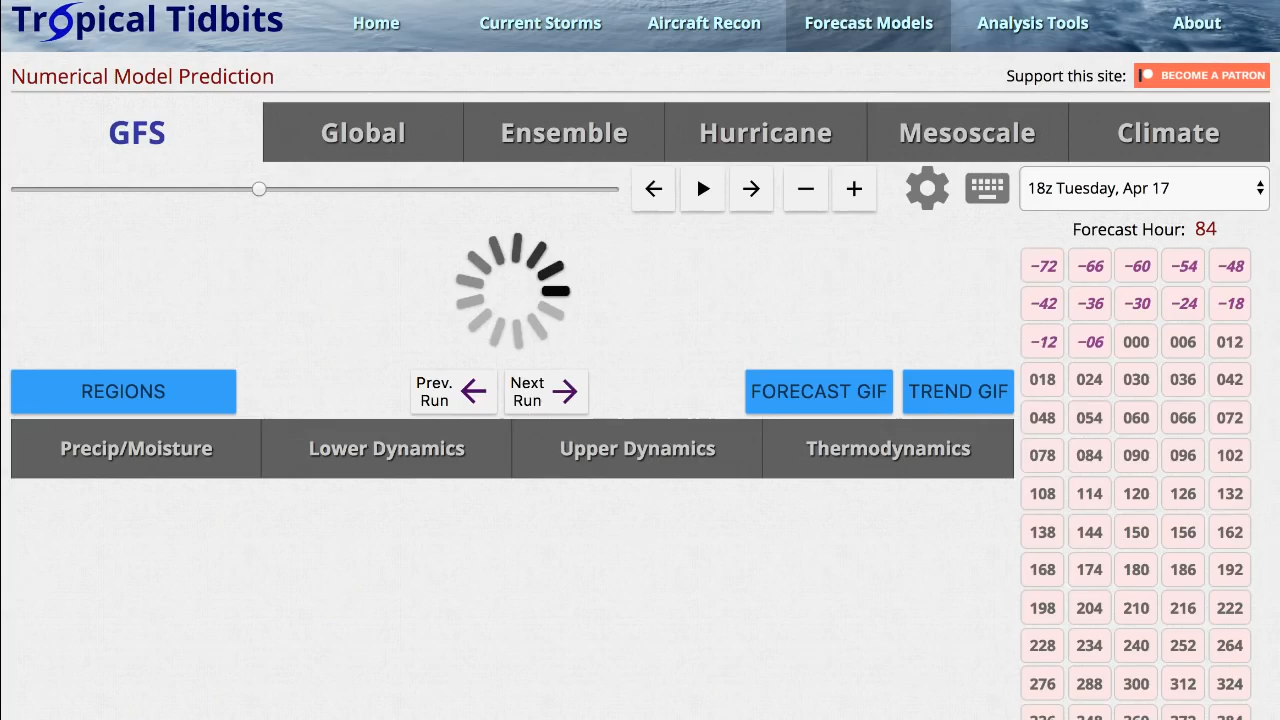 Tropical Tidbits
Home Current Storms Aircraft Recon Forecast Models Analysis Tools About
Numerical Model Prediction
Support this site: BECOME A PATRON
GFS Global Ensemble Hurricane Mesoscale Climate
18z Tuesday, Apr 17
Forecast Hour: 84
−72 −66 −60 −54 −48
−42 −36 −30 −24 −18
−12 −06 000 006 012
018 024 030 036 042
048 054 060 066 072
078 084 090 096 102
108 114 120 126 132
138 144 150 156 162
168 174 180 186 192
198 204 210 216 222
228 234 240 252 264
276 288 300 312 324
REGIONS
Prev. Run
Next Run
FORECAST GIF TREND GIF
Precip/Moisture Lower Dynamics Upper Dynamics Thermodynamics